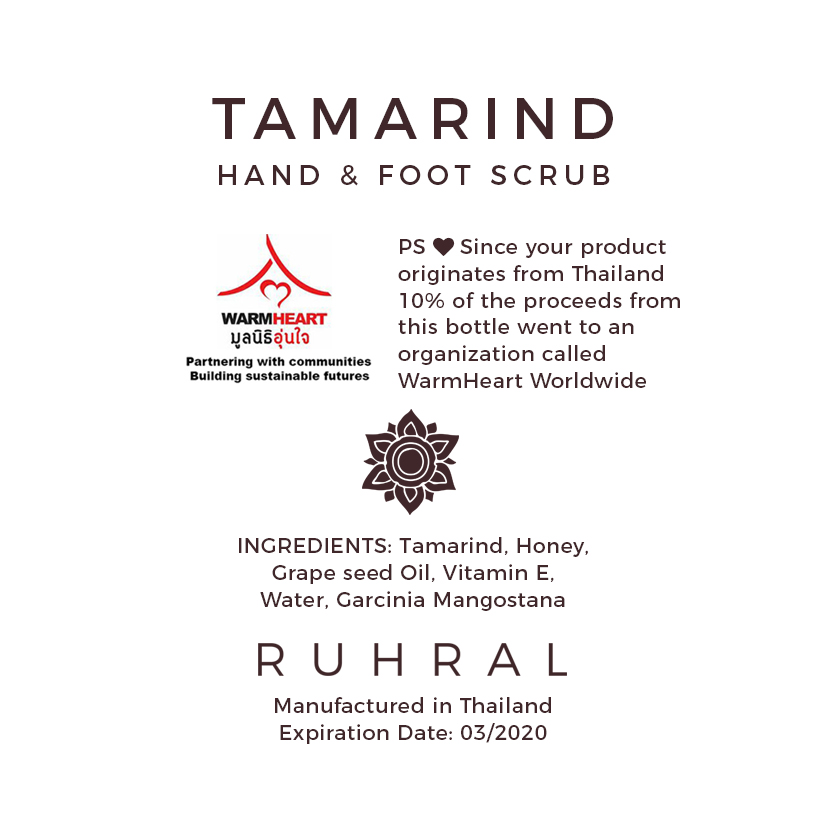 TAMARIND
HAND & FOOT SCRUB
WARMHEART
มูลนิธิอุ่นใจ
Partnering with communities
Building sustainable futures
PS ♥ Since your product
originates from Thailand
10% of the proceeds from
this bottle went to an
organization called
WarmHeart Worldwide
INGREDIENTS: Tamarind, Honey,
Grape seed Oil, Vitamin E,
Water, Garcinia Mangostana
RUHRAL
Manufactured in Thailand
Expiration Date: 03/2020